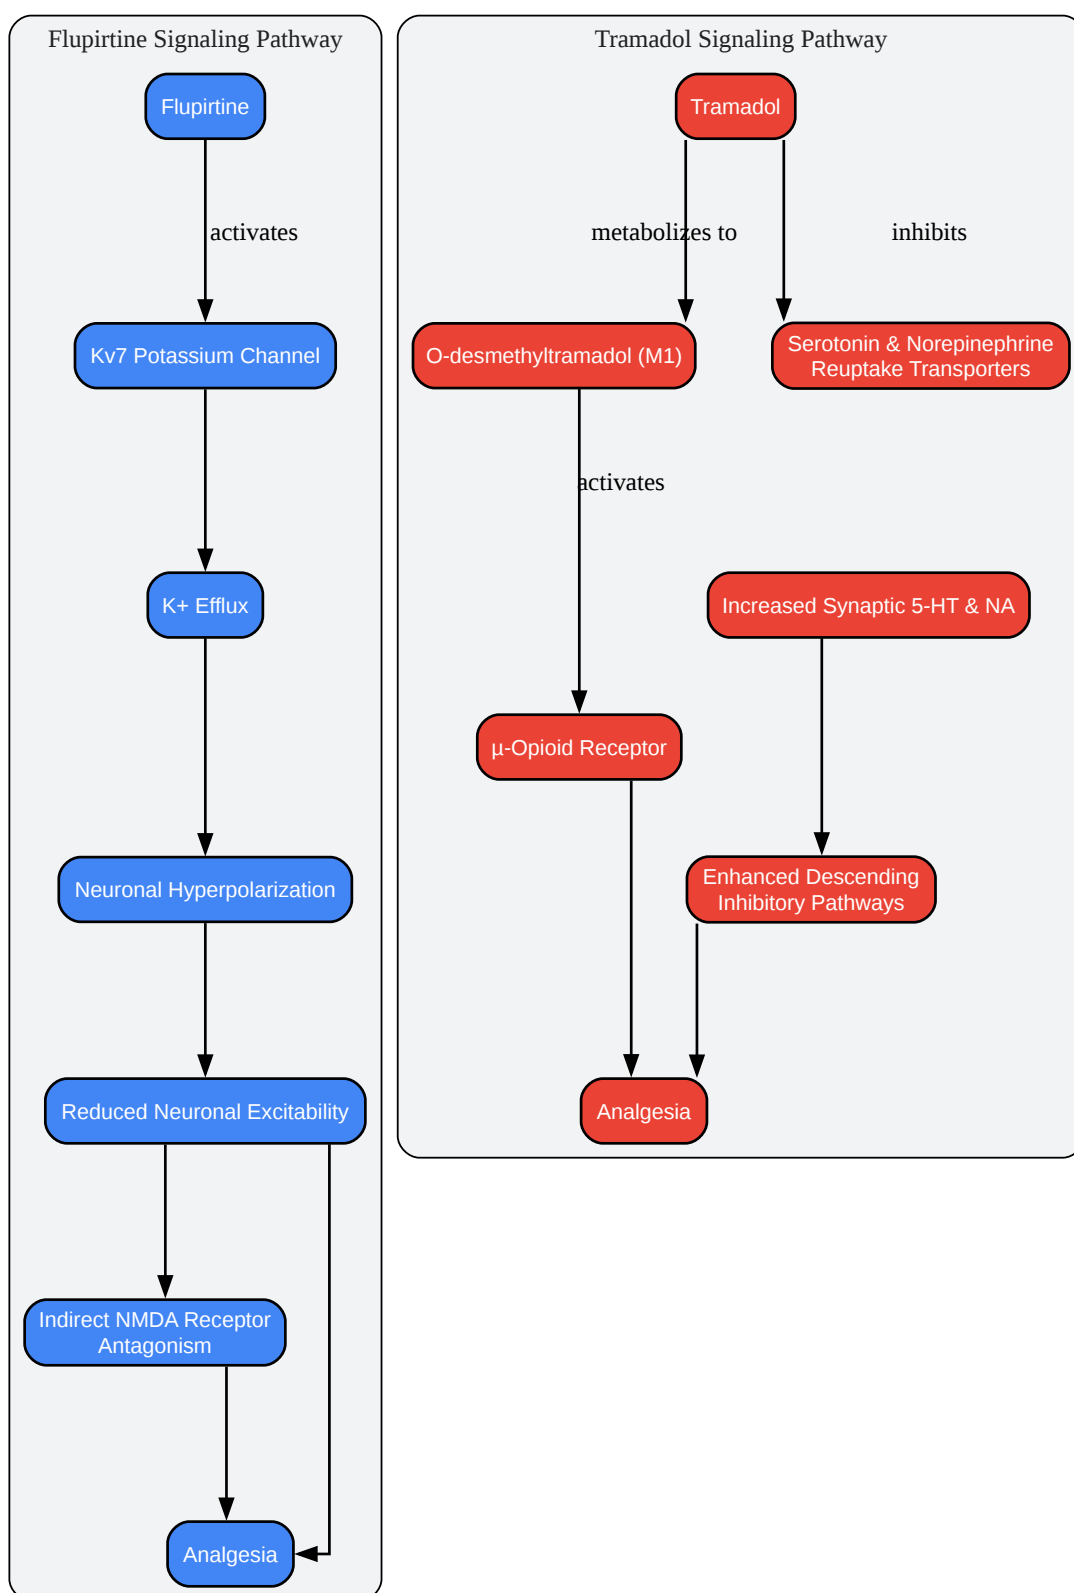 Flupirtine Signaling Pathway
Flupirtine
activates
Kv7 Potassium Channel
K+ Efflux
Neuronal Hyperpolarization
Reduced Neuronal Excitability
Indirect NMDA Receptor
Antagonism
Analgesia
Tramadol Signaling Pathway
Tramadol
metabolizes to
inhibits
O-desmethyltramadol (M1)
Serotonin & Norepinephrine
Reuptake Transporters
activates
Increased Synaptic 5-HT & NA
µ-Opioid Receptor
Enhanced Descending
Inhibitory Pathways
Analgesia